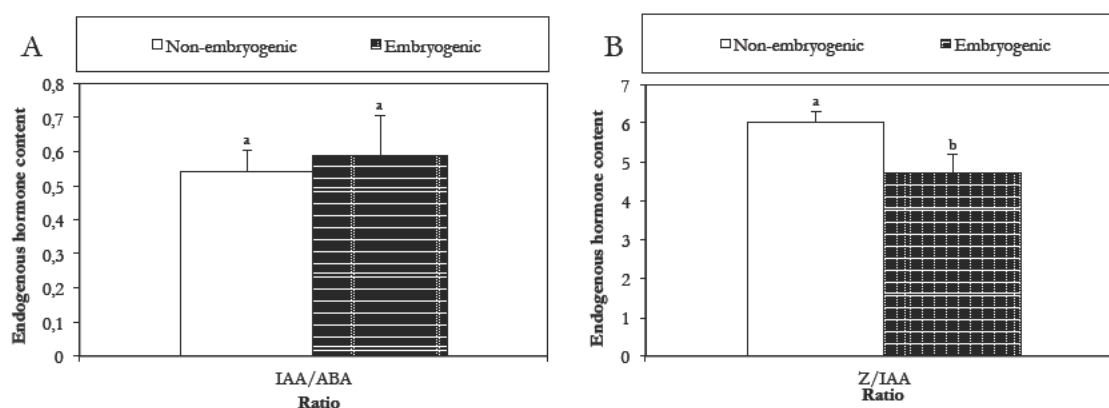 A
Non-embryogenic Embryogenic
Endogenous hormone content
0,8
0,7
0,6
0,5
0,4
0,3
0,2
0,1
0
a
a
IAA/ABA
Ratio
B
Non-embryogenic Embryogenic
Endogenous hormone content
7
6
5
4
3
2
1
0
a
b
Z/IAA
Ratio